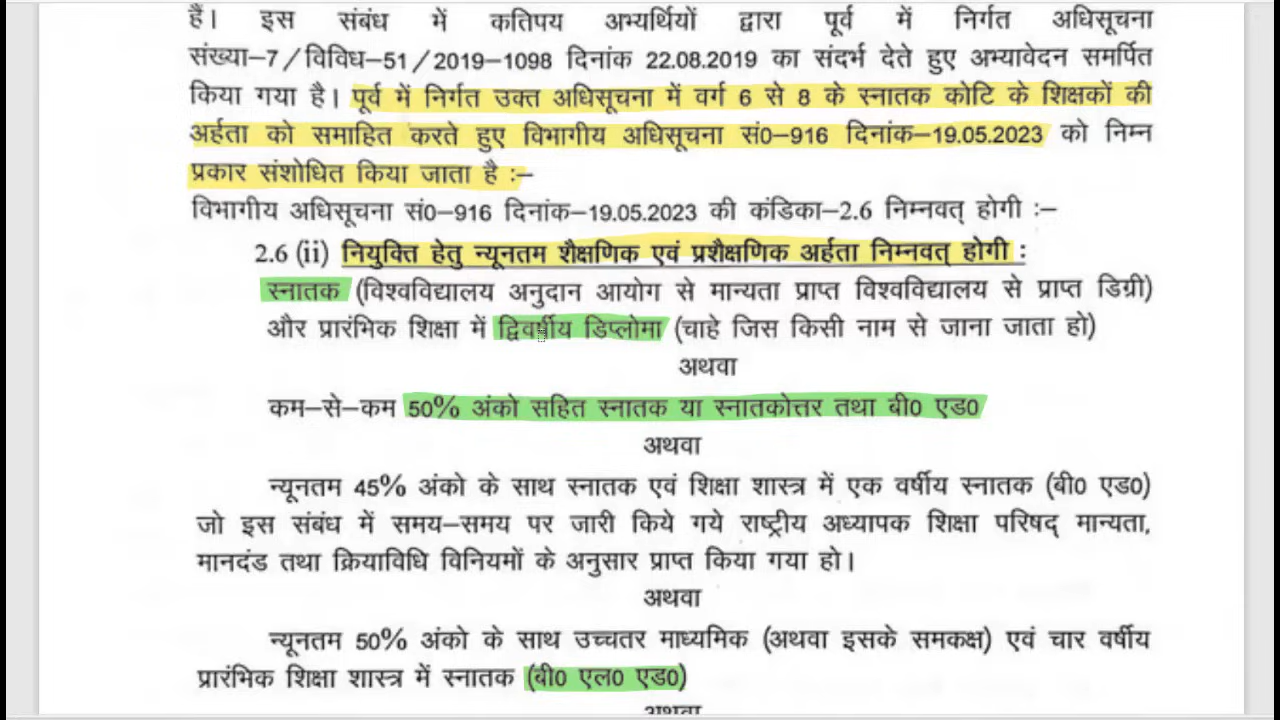 हैं। इस संबंध में कतिपय अभ्यर्थियों द्वारा पूर्व में निर्गत अधिसूचना
संख्या–7/विविध–51/2019–1098 दिनांक 22.08.2019 का संदर्भ देते हुए अभ्यावेदन समर्पित
किया गया है। पूर्व में निर्गत उक्त अधिसूचना में वर्ग 6 से 8 के स्नातक कोटि के शिक्षकों की
अर्हता को समाहित करते हुए विभागीय अधिसूचना सं0–916 दिनांक–19.05.2023 को निम्न
प्रकार संशोधित किया जाता है :–
विभागीय अधिसूचना सं0–916 दिनांक–19.05.2023 की कंडिका–2.6 निम्नवत् होगी :–
2.6 (ii) नियुक्ति हेतु न्यूनतम शैक्षणिक एवं प्रशैक्षणिक अर्हता निम्नवत् होगी :
स्नातक (विश्वविद्यालय अनुदान आयोग से मान्यता प्राप्त विश्वविद्यालय से प्राप्त डिग्री)
और प्रारंभिक शिक्षा में द्विवर्षीय डिप्लोमा (चाहे जिस किसी नाम से जाना जाता हो)
अथवा
कम–से–कम 50% अंको सहित स्नातक या स्नातकोत्तर तथा बी0 एड0
अथवा
न्यूनतम 45% अंको के साथ स्नातक एवं शिक्षा शास्त्र में एक वर्षीय स्नातक (बी0 एड0)
जो इस संबंध में समय–समय पर जारी किये गये राष्ट्रीय अध्यापक शिक्षा परिषद् मान्यता,
मानदंड तथा क्रियाविधि विनियमों के अनुसार प्राप्त किया गया हो।
अथवा
न्यूनतम 50% अंको के साथ उच्चतर माध्यमिक (अथवा इसके समकक्ष) एवं चार वर्षीय
प्रारंभिक शिक्षा शास्त्र में स्नातक (बी0 एल0 एड0)
अथवा